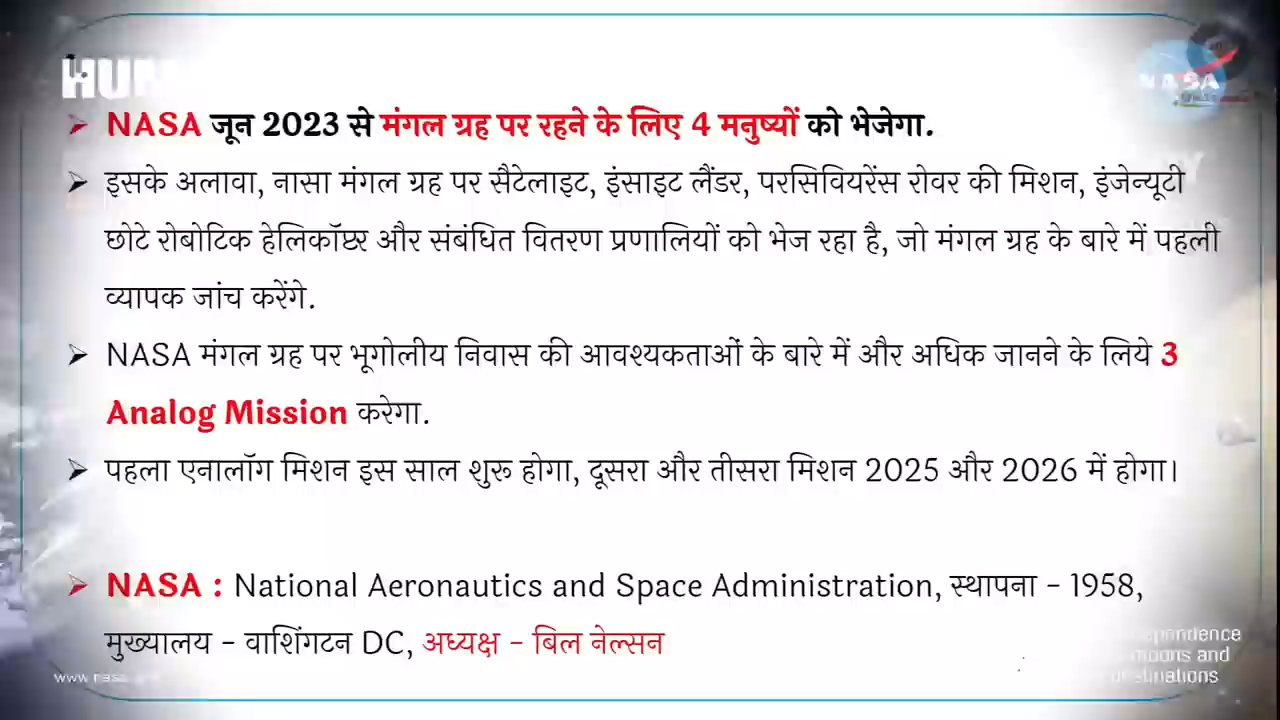 HUM
NASA
➢ NASA जून 2023 से मंगल ग्रह पर रहने के लिए 4 मनुष्यों को भेजेगा.
➢ इसके अलावा, नासा मंगल ग्रह पर सैटेलाइट, इंसाइट लैंडर, परसिवियरेंस रोवर की मिशन, इंजेन्यूटी
छोटे रोबोटिक हेलिकॉप्टर और संबंधित वितरण प्रणालियों को भेज रहा है, जो मंगल ग्रह के बारे में पहली
व्यापक जांच करेंगे.
➢ NASA मंगल ग्रह पर भूगोलीय निवास की आवश्यकताओं के बारे में और अधिक जानने के लिये 3
Analog Mission करेगा.
➢ पहला एनालॉग मिशन इस साल शुरू होगा, दूसरा और तीसरा मिशन 2025 और 2026 में होगा।
➢ NASA : National Aeronautics and Space Administration, स्थापना - 1958,
मुख्यालय - वाशिंगटन DC, अध्यक्ष - बिल नेल्सन